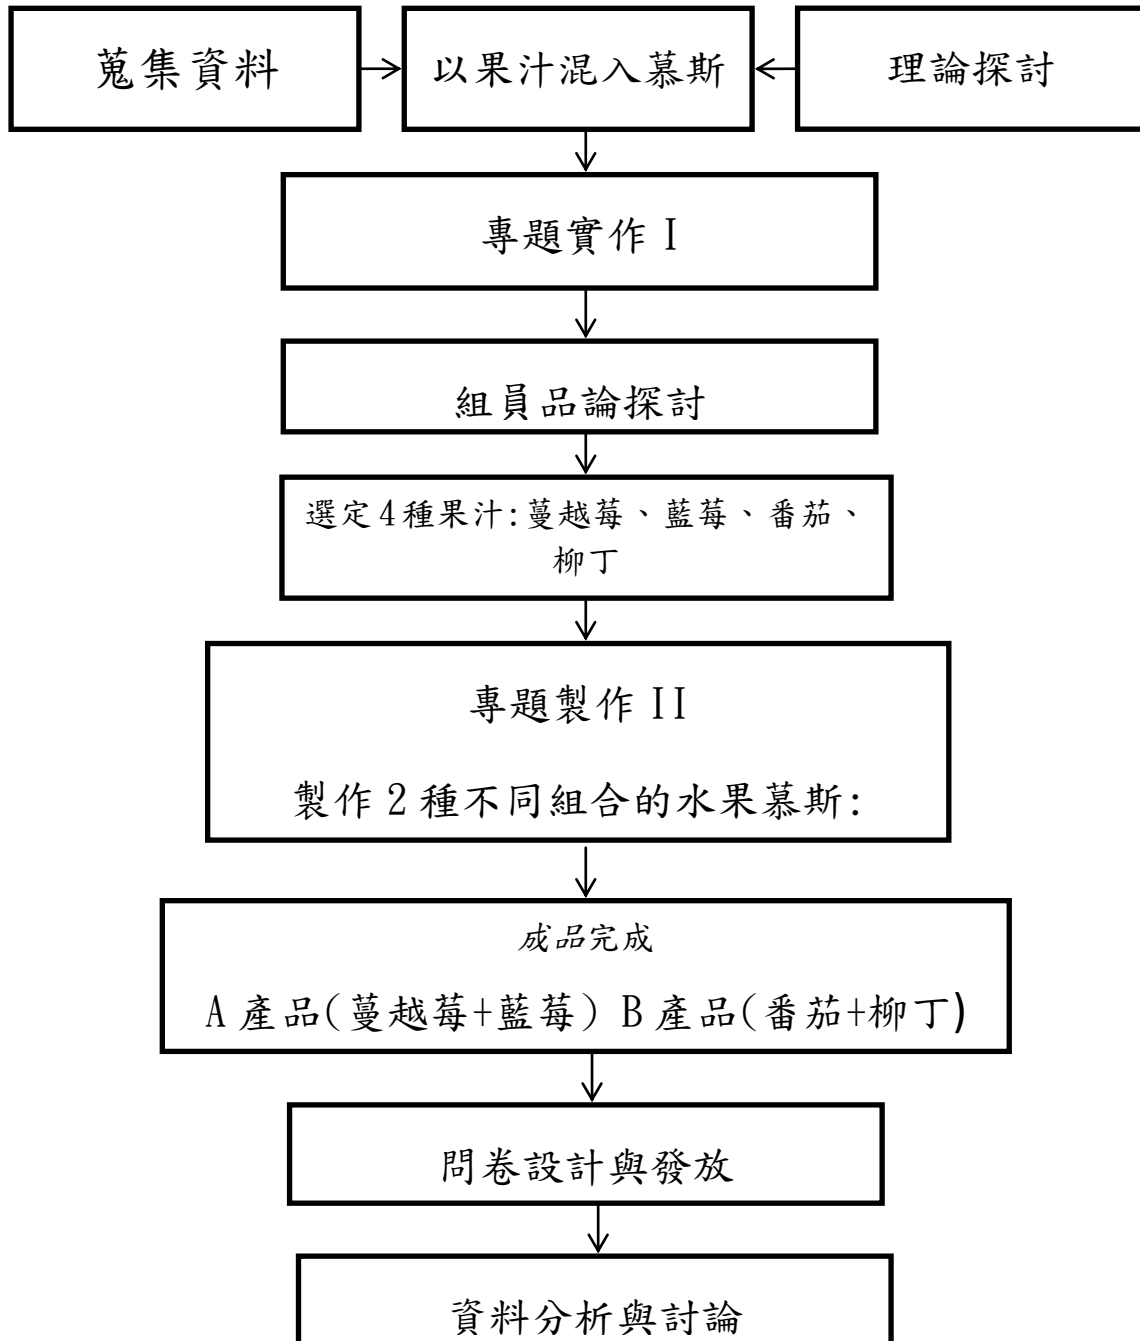 蒐集資料
以果汁混入慕斯
理論探討
專題實作 I
組員品論探討
選定4種果汁:蔓越莓、藍莓、番茄、
柳丁
專題製作 II
製作 2 種不同組合的水果慕斯:
成品完成
A 產品(蔓越莓+藍莓) B 產品(番茄+柳丁)
問卷設計與發放
資料分析與討論